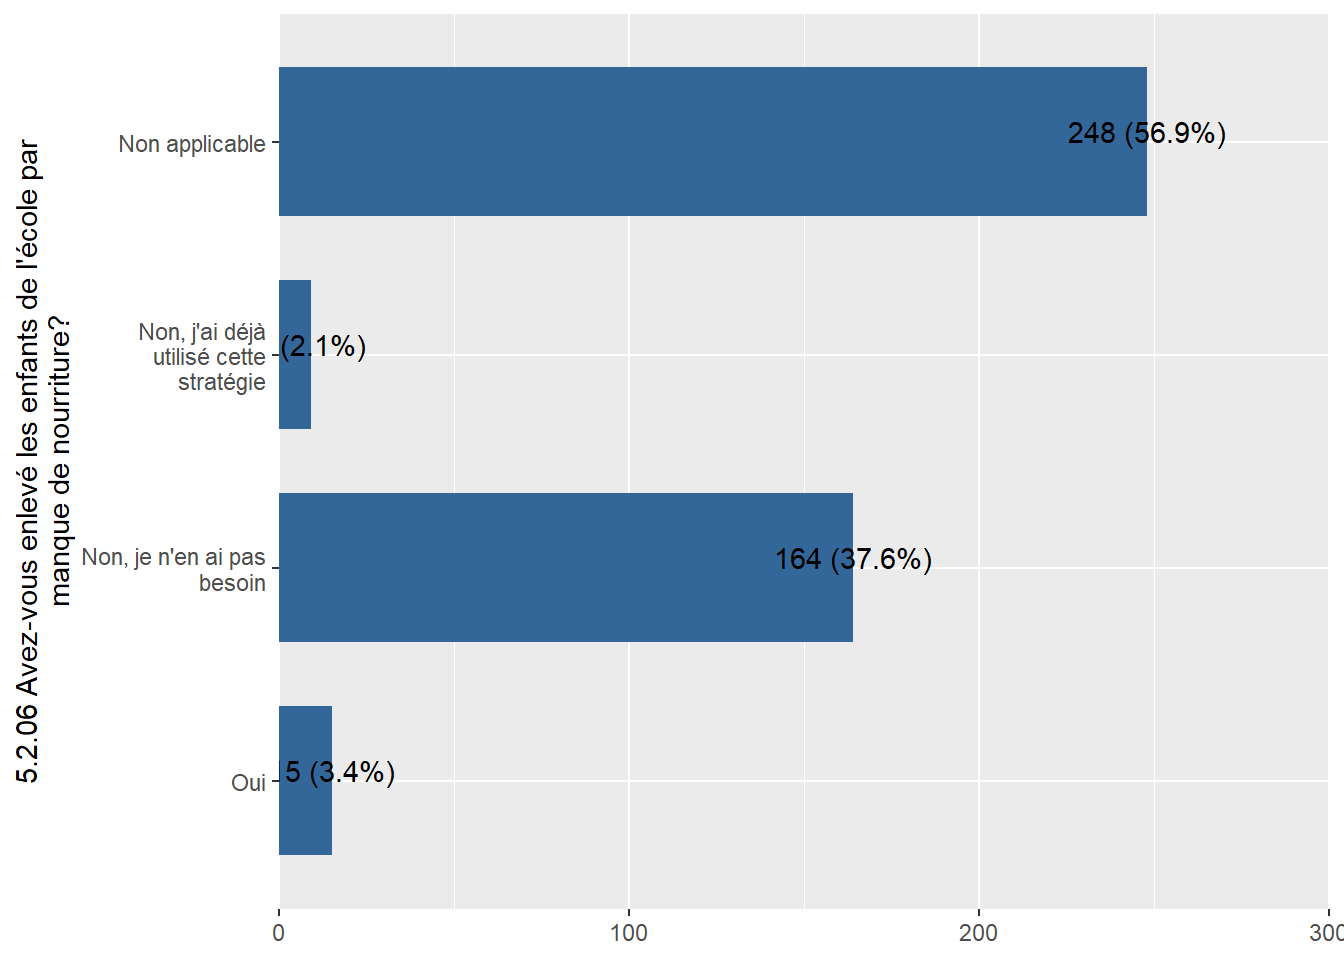 5.2.06 Avez-vous enlevé les enfants de l'école par
manque de nourriture?
Non applicable
248 (56.9%)
Non, j'ai déjà
utilisé cette
stratégie
(2.1%)
Non, je n'en ai pas
besoin
164 (37.6%)
Oui
5 (3.4%)
0
100
200
300